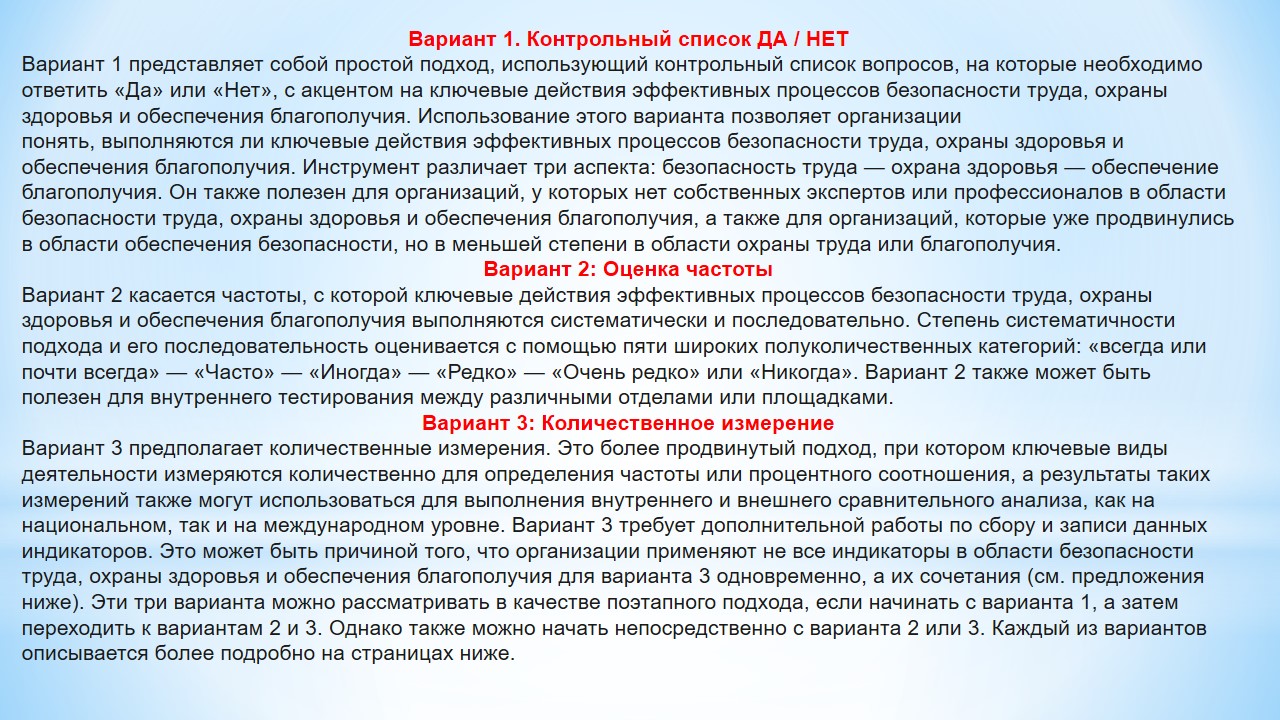 Вариант 1. Контрольный список ДА / НЕТ
Вариант 1 представляет собой простой подход, использующий контрольный список вопросов, на которые необходимо
ответить «Да» или «Нет», с акцентом на ключевые действия эффективных процессов безопасности труда, охраны
здоровья и обеспечения благополучия. Использование этого варианта позволяет организации
понять, выполняются ли ключевые действия эффективных процессов безопасности труда, охраны здоровья и
обеспечения благополучия. Инструмент различает три аспекта: безопасность труда — охрана здоровья — обеспечение
благополучия. Он также полезен для организаций, у которых нет собственных экспертов или профессионалов в области
безопасности труда, охраны здоровья и обеспечения благополучия, а также для организаций, которые уже продвинулись
в области обеспечения безопасности, но в меньшей степени в области охраны труда или благополучия.
Вариант 2: Оценка частоты
Вариант 2 касается частоты, с которой ключевые действия эффективных процессов безопасности труда, охраны
здоровья и обеспечения благополучия выполняются систематически и последовательно. Степень систематичности
подхода и его последовательность оценивается с помощью пяти широких полуколичественных категорий: «всегда или
почти всегда» — «Часто» — «Иногда» — «Редко» — «Очень редко» или «Никогда». Вариант 2 также может быть
полезен для внутреннего тестирования между различными отделами или площадками.
Вариант 3: Количественное измерение
Вариант 3 предполагает количественные измерения. Это более продвинутый подход, при котором ключевые виды
деятельности измеряются количественно для определения частоты или процентного соотношения, а результаты таких
измерений также могут использоваться для выполнения внутреннего и внешнего сравнительного анализа, как на
национальном, так и на международном уровне. Вариант 3 требует дополнительной работы по сбору и записи данных
индикаторов. Это может быть причиной того, что организации применяют не все индикаторы в области безопасности
труда, охраны здоровья и обеспечения благополучия для варианта 3 одновременно, а их сочетания (см. предложения
ниже). Эти три варианта можно рассматривать в качестве поэтапного подхода, если начинать с варианта 1, а затем
переходить к вариантам 2 и 3. Однако также можно начать непосредственно с варианта 2 или 3. Каждый из вариантов
описывается более подробно на страницах ниже.